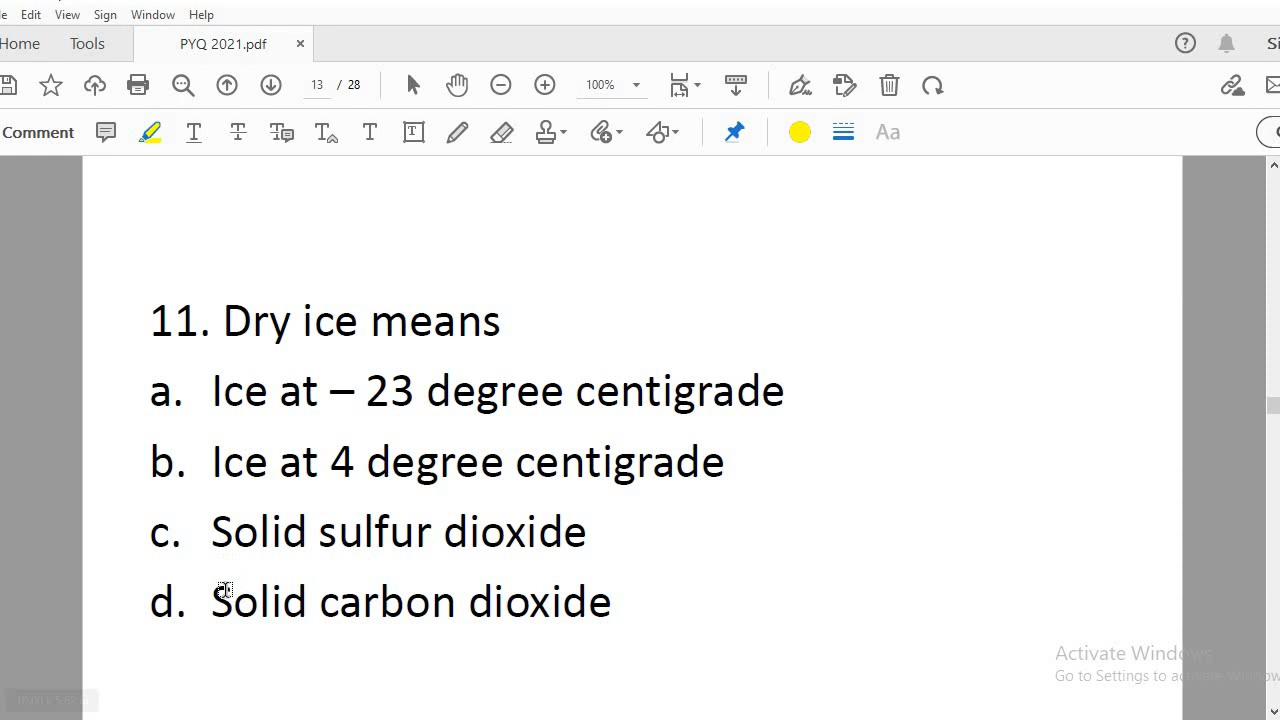 Edit View Sign Window Help
Home Tools PYQ 2021.pdf
13 / 28 100%
Comment Aa
11. Dry ice means
a. Ice at – 23 degree centigrade
b. Ice at 4 degree centigrade
c. Solid sulfur dioxide
d. Solid carbon dioxide
Activate Windows
Go to Settings to activate Window